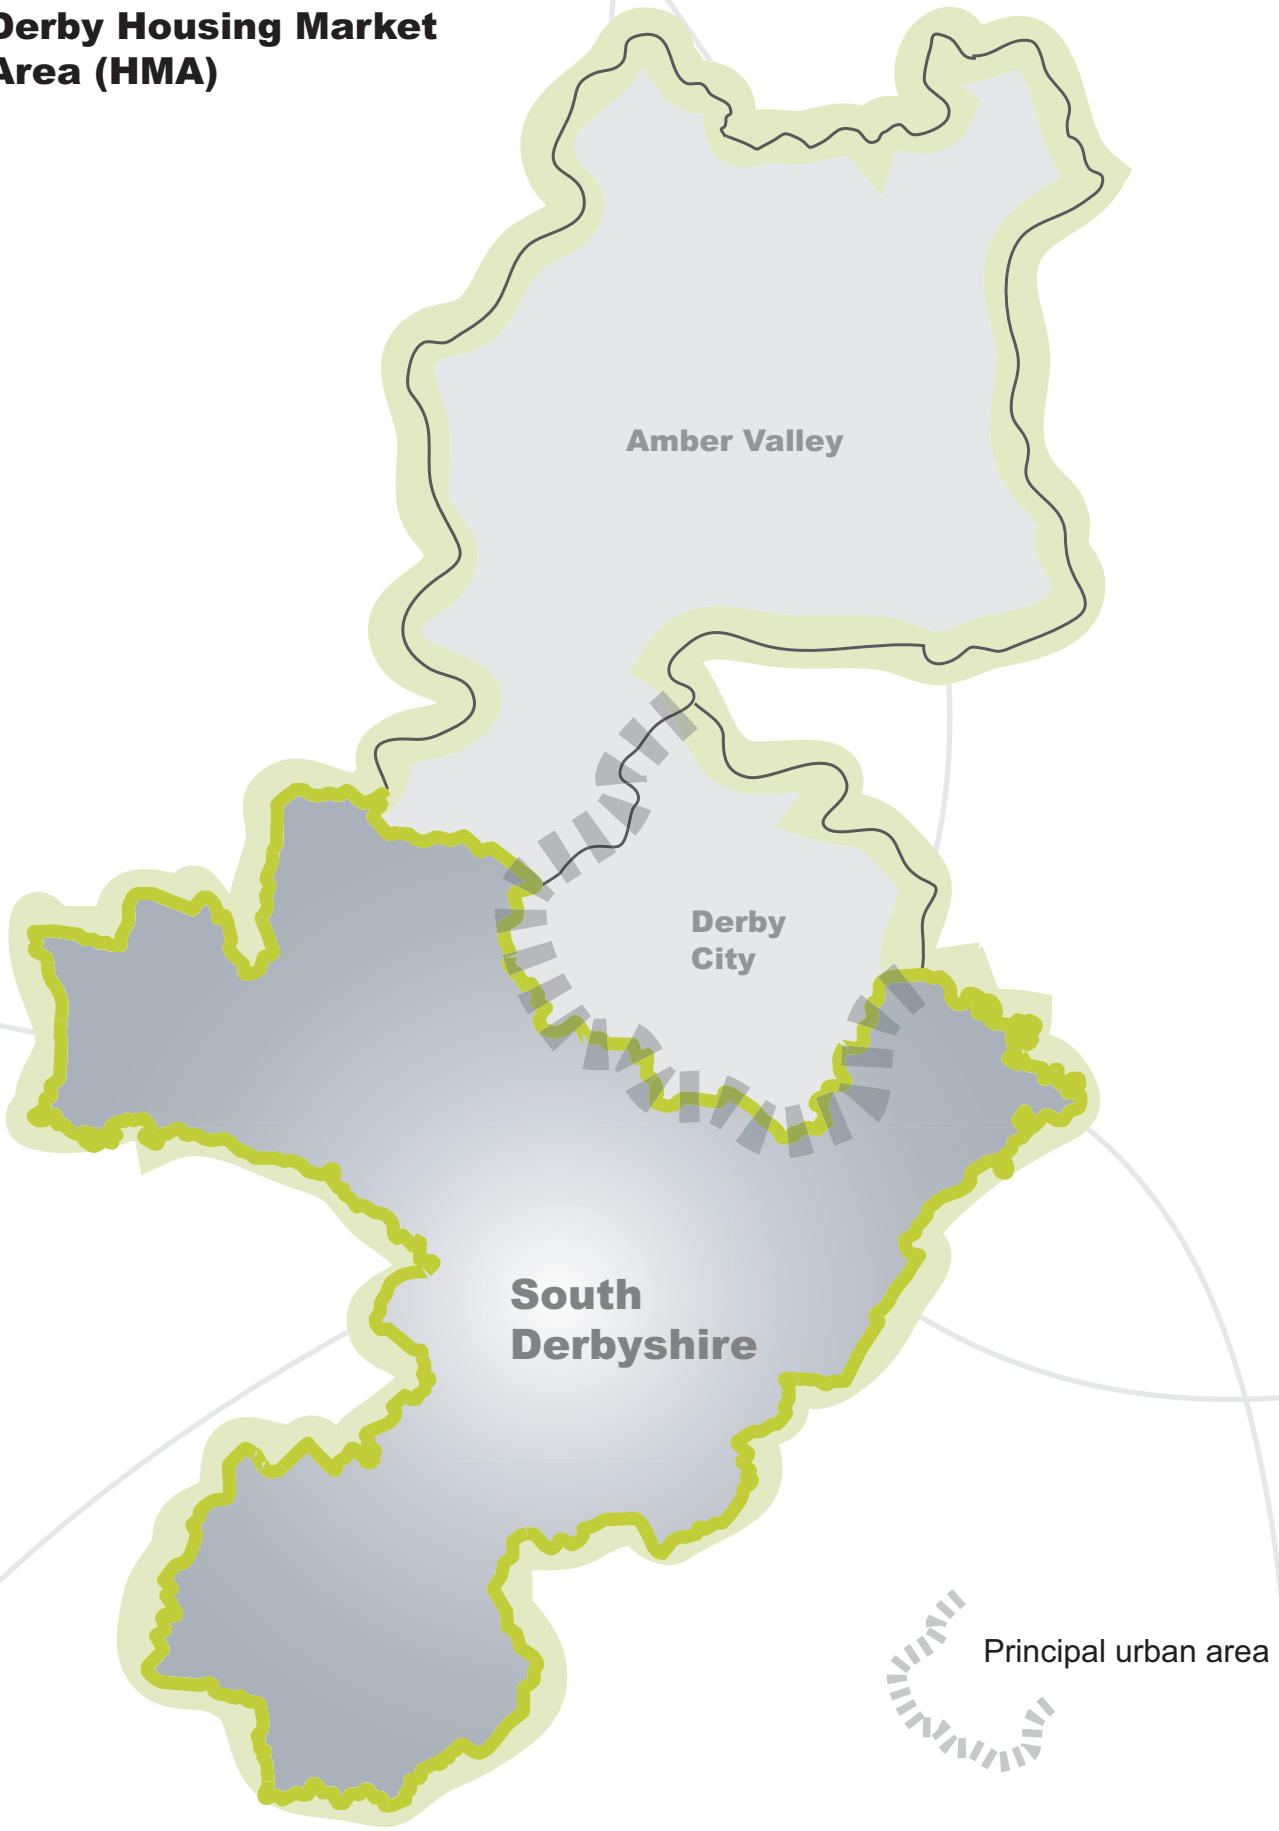 Derby Housing Market
Area (HMA)
Amber Valley
Derby
City
South
Derbyshire
Principal urban area